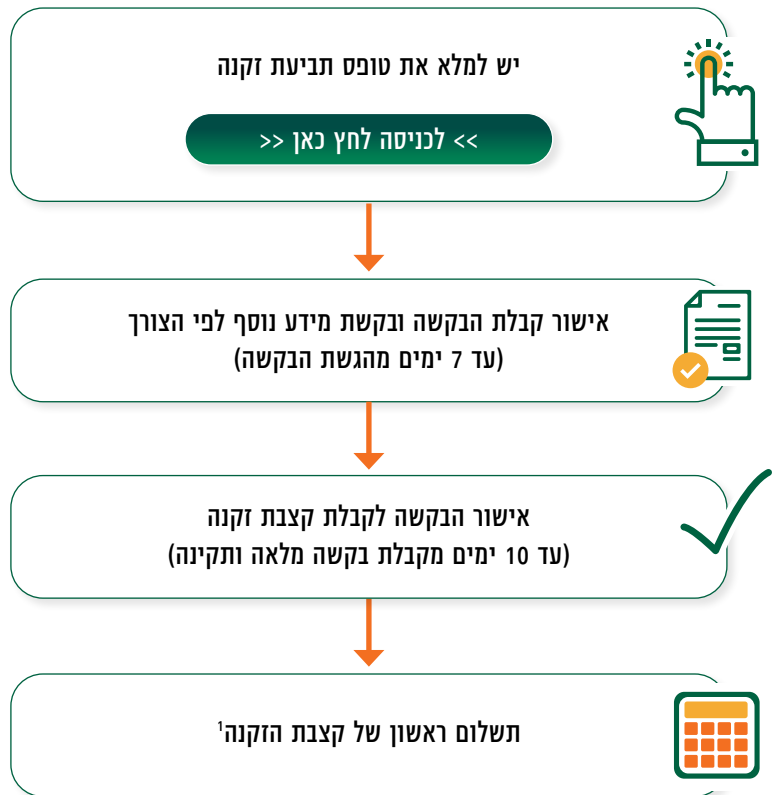 יש למלא את טופס תביעת זקנה
>> לכניסה לחץ כאן <<
אישור קבלת הבקשה ובקשת מידע נוסף לפי הצורך
(עד 7 ימים מהגשת הבקשה)
אישור הבקשה לקבלת קצבת זקנה
(עד 10 ימים מקבלת בקשה מלאה ותקינה)
תשלום ראשון של קצבת הזקנה¹